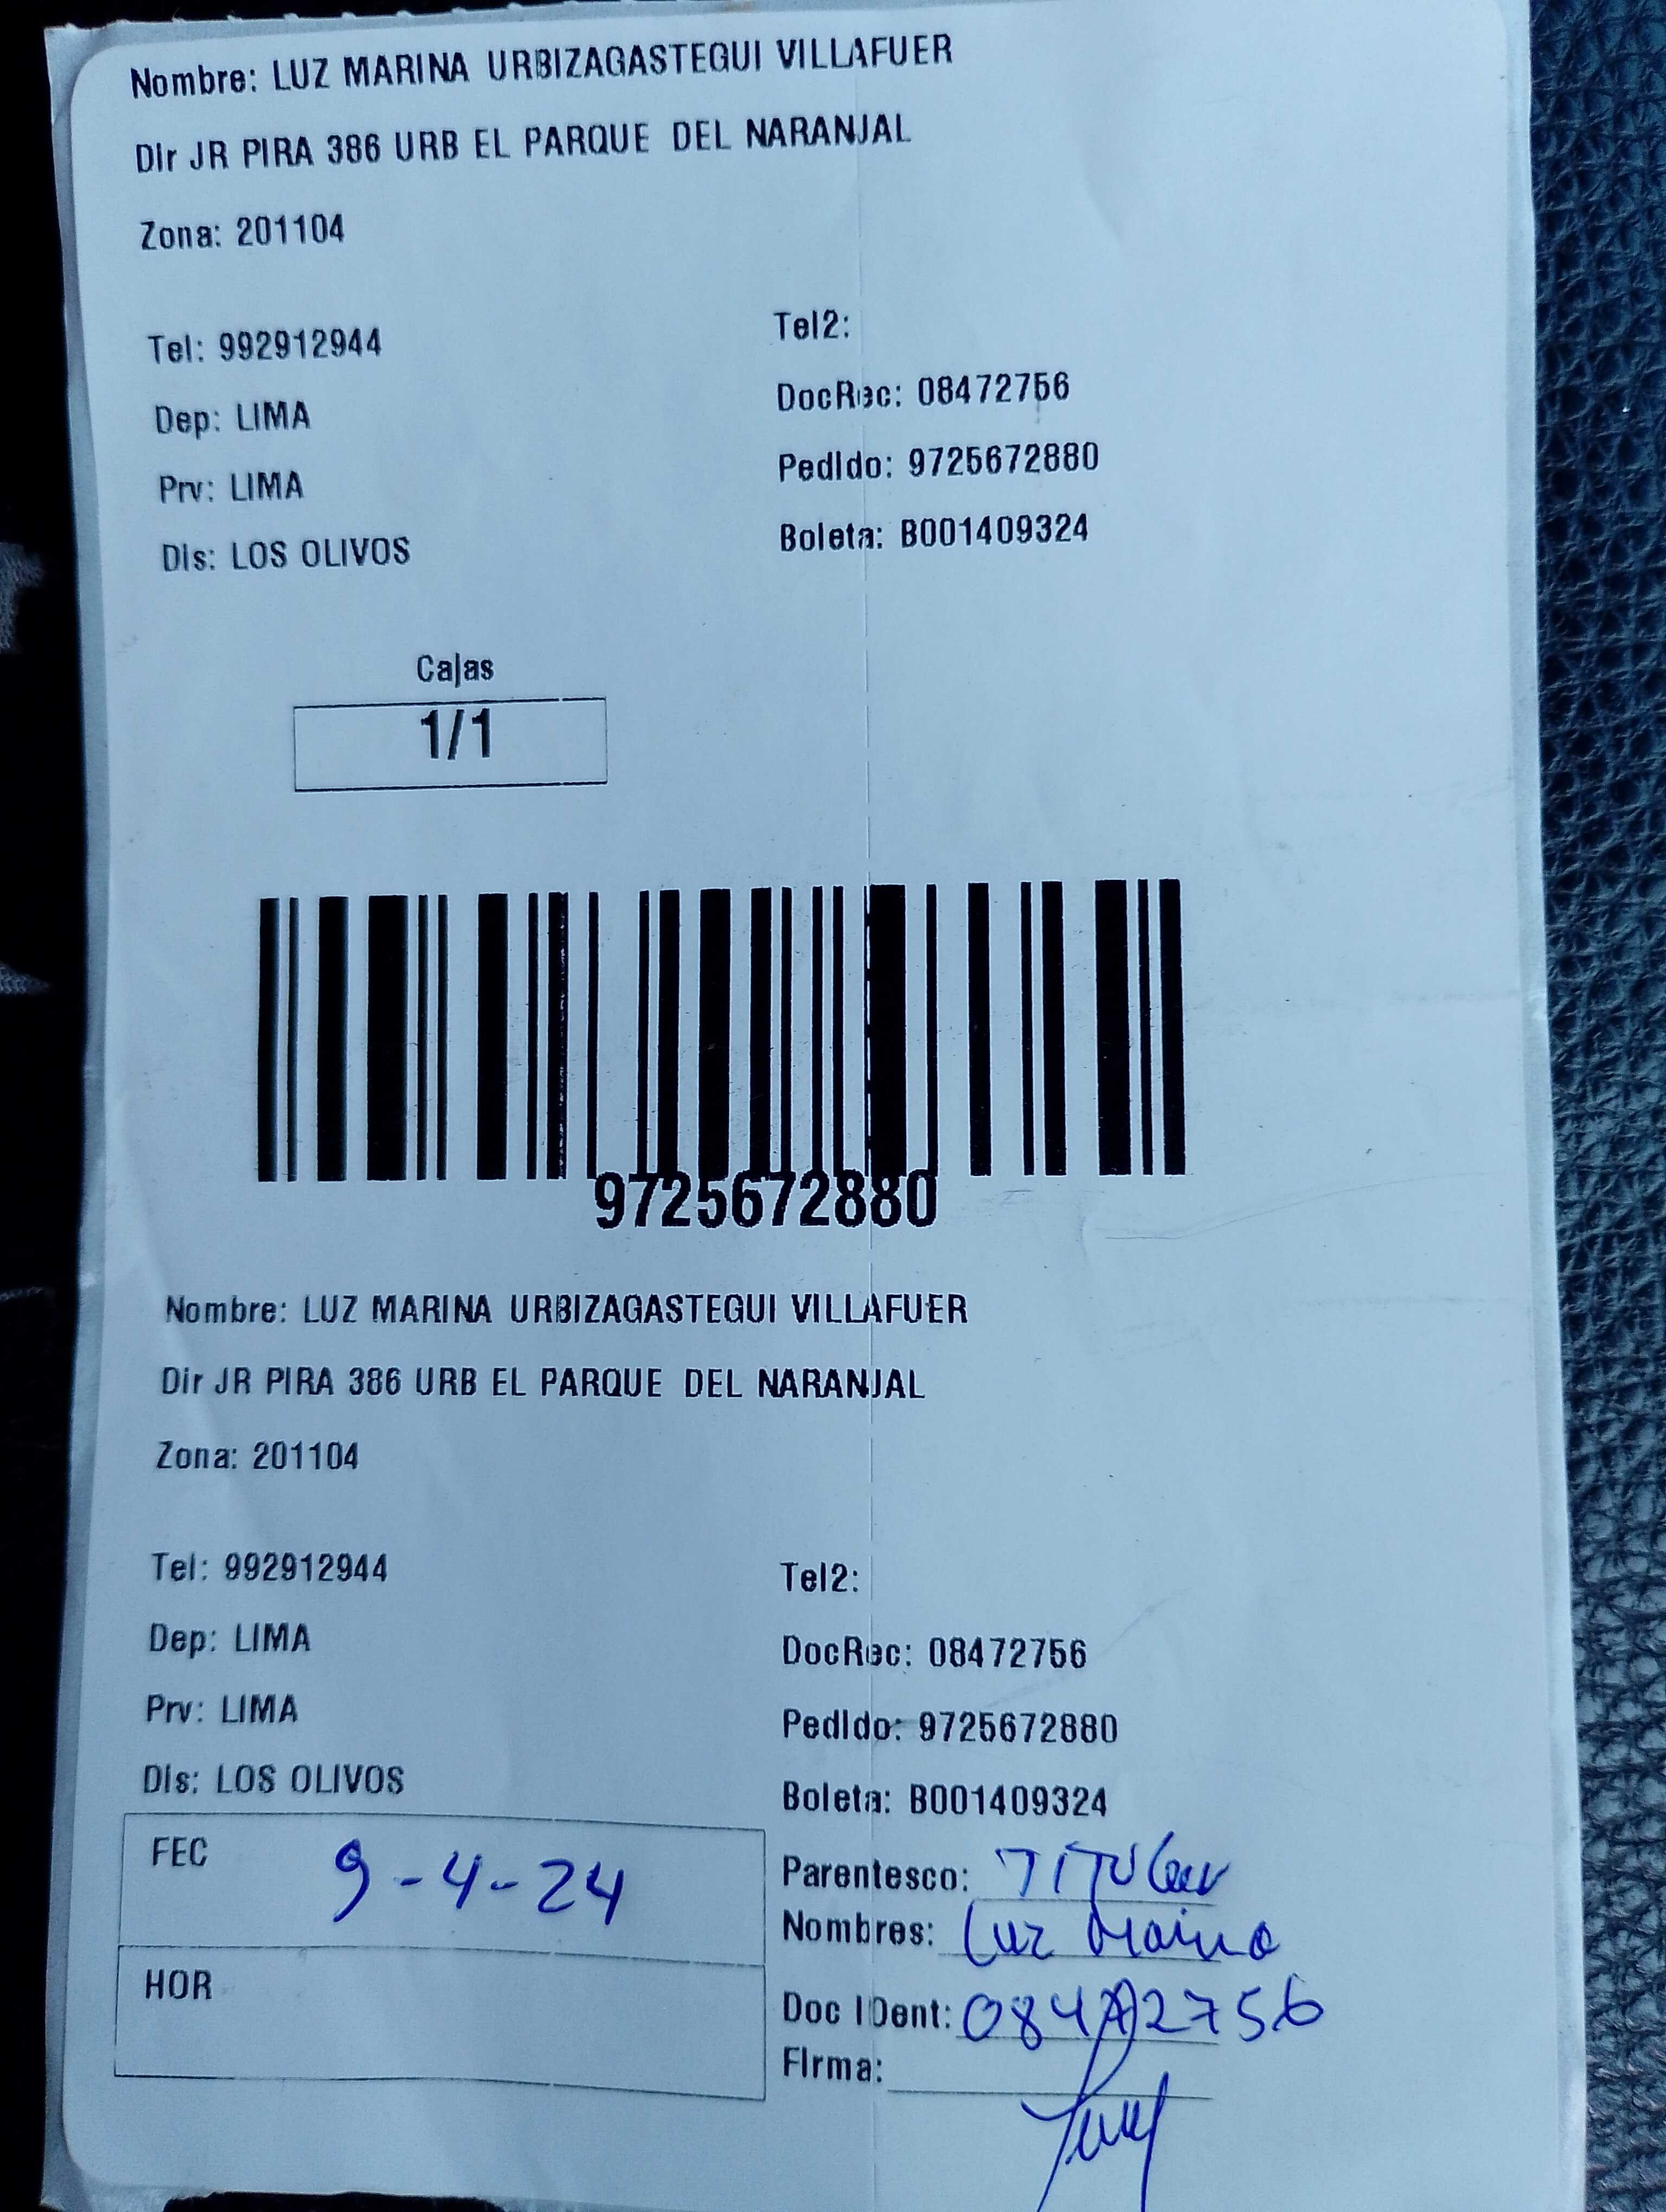 Nombre: LUZ MARINA URBIZAGASTEGUI VILLAFUER
Dir JR PIRA 386 URB EL PARQUE DEL NARANJAL
Zona: 201104
Tel: 992912944
Tel2:
Dep: LIMA
DocRec: 08472756
Prv: LIMA
Pedido: 9725672880
Dis: LOS OLIVOS
Boleta: B001409324
Cajas
1/1
9725672880
Nombre: LUZ MARINA URBIZAGASTEGUI VILLAFUER
Dir JR PIRA 386 URB EL PARQUE DEL NARANJAL
Zona: 201104
Tel: 992912944
Tel2:
Dep: LIMA
DocRec: 08472756
Prv: LIMA
Pedido: 9725672880
Dis: LOS OLIVOS
Boleta: B001409324
FEC 9-4-24
Parentesco: TITULAR
Nombres: Luz Marina
HOR
Doc IDent: 08472756
Firma: